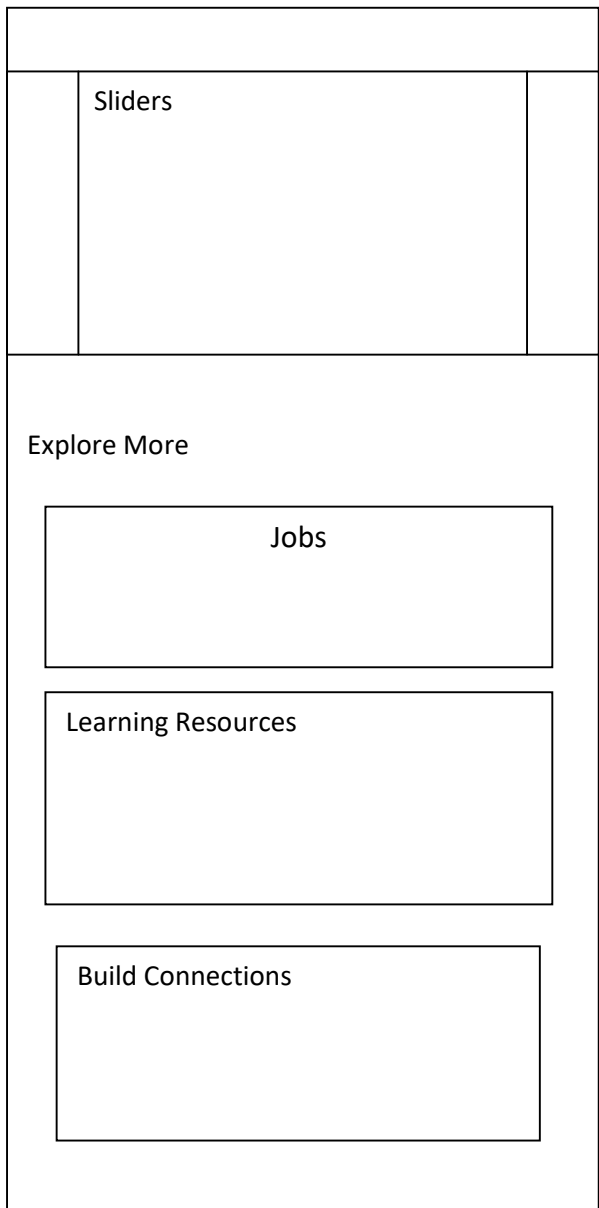 Sliders
Explore More
Jobs
Learning Resources
Build Connections